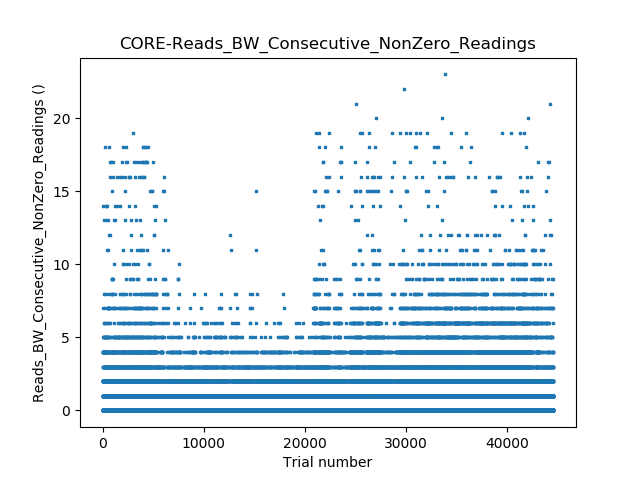 CORE-Reads_BW_Consecutive_NonZero_Readings
Reads_BW_Consecutive_NonZero_Readings ()
20
15
10
5
0
0 10000 20000 30000 40000
Trial number